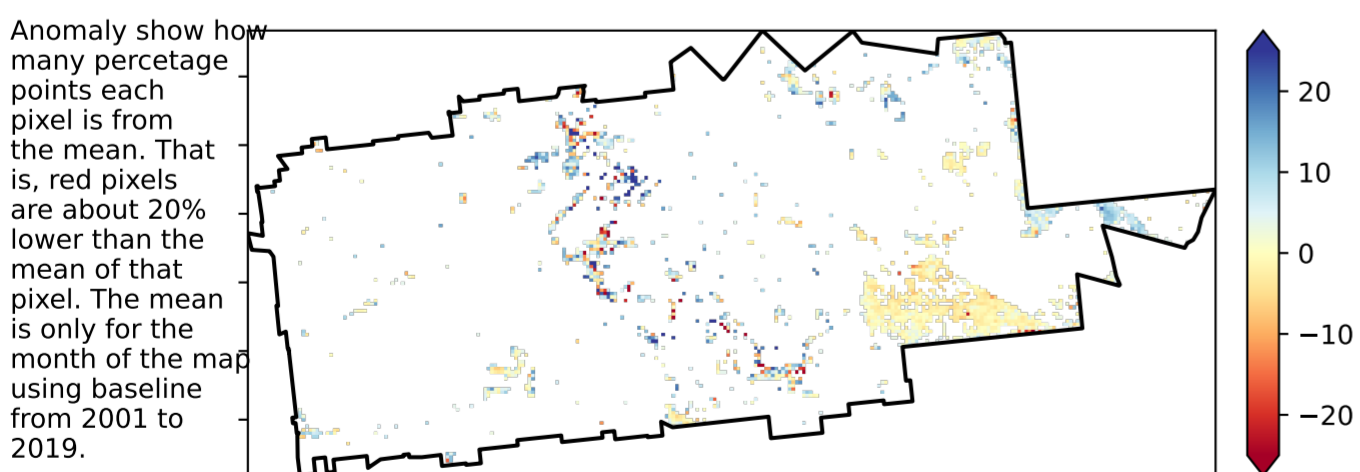 Anomaly show how
many percetage
points each
pixel is from
the mean. That
is, red pixels
are about 20%
lower than the
mean of that
pixel. The mean
is only for the
month of the map
using baseline
from 2001 to
2019.
20
10
0
−10
−20